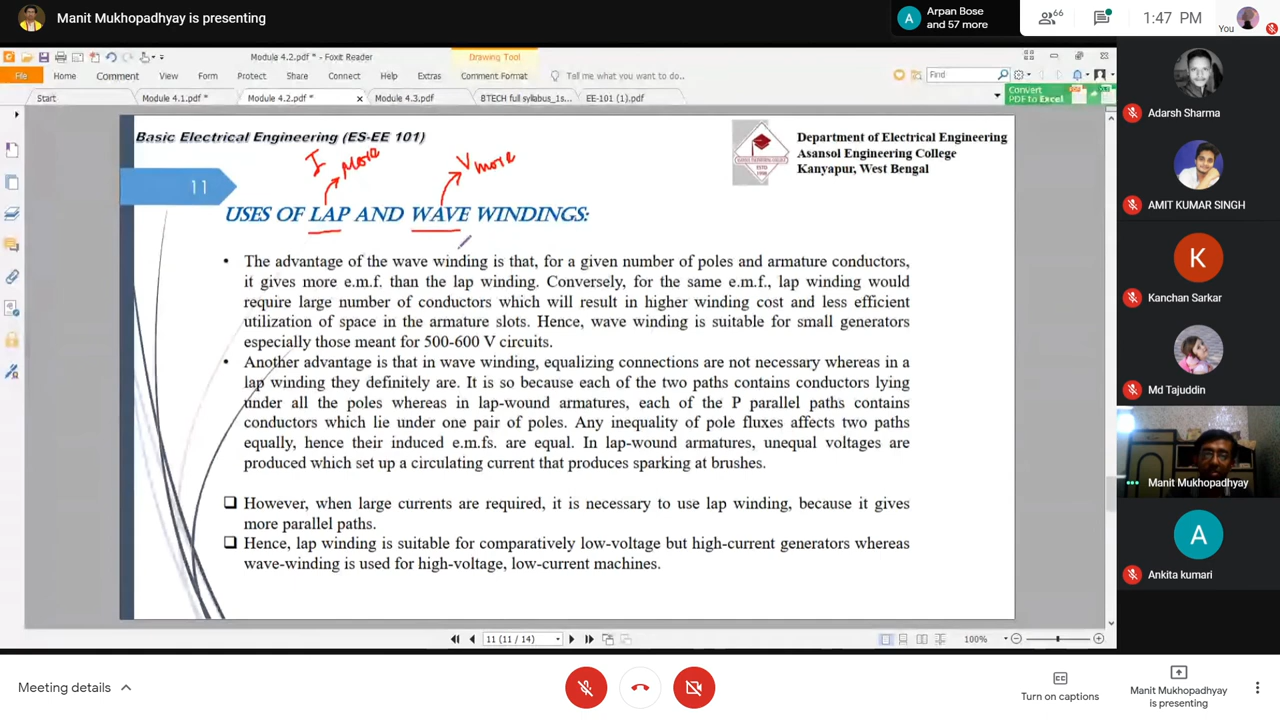 Manit Mukhopadhyay is presenting
A
Arpan Bose
and 57 more
66
1:47 PM
You
Module 4.2.pdf * - Foxit Reader
Drawing Tool
File
Home
Comment
View
Form
Protect
Share
Connect
Help
Extras
Comment Format
Tell me what you want to do...
Find
Start
Module 4.1.pdf *
Module 4.2.pdf *
Module 4.3.pdf
BTECH full syllabus_1s...
EE-101 (1).pdf
Convert
PDF to Excel
Basic Electrical Engineering (ES-EE 101)
Department of Electrical Engineering
Asansol Engineering College
Kanyapur, West Bengal
I more
V more
11
USES OF LAP AND WAVE WINDINGS:
• The advantage of the wave winding is that, for a given number of poles and armature conductors,
it gives more e.m.f. than the lap winding. Conversely, for the same e.m.f., lap winding would
require large number of conductors which will result in higher winding cost and less efficient
utilization of space in the armature slots. Hence, wave winding is suitable for small generators
especially those meant for 500-600 V circuits.
• Another advantage is that in wave winding, equalizing connections are not necessary whereas in a
lap winding they definitely are. It is so because each of the two paths contains conductors lying
under all the poles whereas in lap-wound armatures, each of the P parallel paths contains
conductors which lie under one pair of poles. Any inequality of pole fluxes affects two paths
equally, hence their induced e.m.fs. are equal. In lap-wound armatures, unequal voltages are
produced which set up a circulating current that produces sparking at brushes.
❑ However, when large currents are required, it is necessary to use lap winding, because it gives
more parallel paths.
❑ Hence, lap winding is suitable for comparatively low-voltage but high-current generators whereas
wave-winding is used for high-voltage, low-current machines.
11 (11 / 14)
100%
Adarsh Sharma
AMIT KUMAR SINGH
K
Kanchan Sarkar
Md Tajuddin
Manit Mukhopadhyay
A
Ankita kumari
Meeting details
Turn on captions
Manit Mukhopadhyay
is presenting